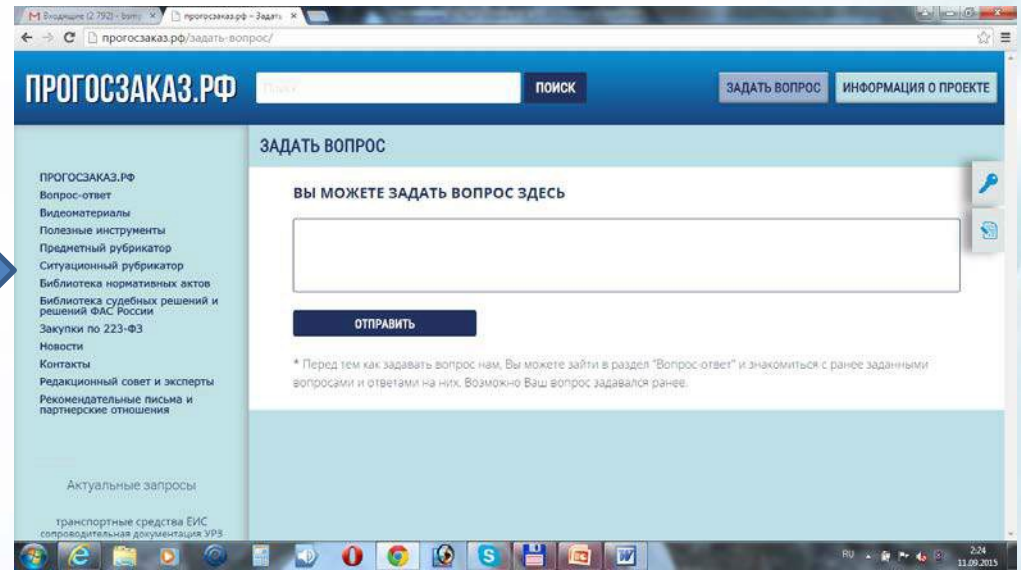 Входящие (2 792) -
прогосзаказ.рф – Задать
прогосзаказ.рф/задать-вопрос/
ПРОГОСЗАКАЗ.РФ
Поиск
ПОИСК
ЗАДАТЬ ВОПРОС
ИНФОРМАЦИЯ О ПРОЕКТЕ
ЗАДАТЬ ВОПРОС
ПРОГОСЗАКАЗ.РФ
Вопрос-ответ
Видеоматериалы
Полезные инструменты
Предметный рубрикатор
Ситуационный рубрикатор
Библиотека нормативных актов
Библиотека судебных решений и
решений ФАС России
Закупки по 223-ФЗ
Новости
Контакты
Редакционный совет и эксперты
Рекомендательные письма и
партнерские отношения
Актуальные запросы
транспортные средства ЕИС
сопроводительная документация УРЗ
ВЫ МОЖЕТЕ ЗАДАТЬ ВОПРОС ЗДЕСЬ
ОТПРАВИТЬ
* Перед тем как задавать вопрос нам, Вы можете зайти в раздел "Вопрос-ответ" и знакомиться с ранее заданными
вопросами и ответами на них. Возможно Ваш вопрос задавался ранее.
RU
2:24
11.09.2015